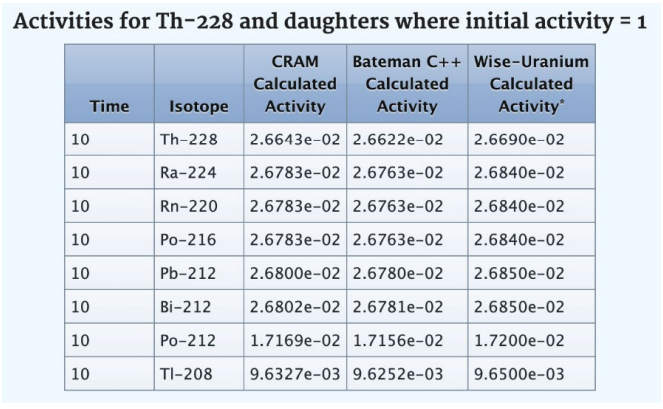 Activities for Th-228 and daughters where initial activity = 1
Time Isotope CRAM Calculated Activity Bateman C++ Calculated Activity Wise-Uranium Calculated Activity*
10 Th-228 2.6643e-02 2.6622e-02 2.6690e-02
10 Ra-224 2.6783e-02 2.6763e-02 2.6840e-02
10 Rn-220 2.6783e-02 2.6763e-02 2.6840e-02
10 Po-216 2.6783e-02 2.6763e-02 2.6840e-02
10 Pb-212 2.6800e-02 2.6780e-02 2.6850e-02
10 Bi-212 2.6802e-02 2.6781e-02 2.6850e-02
10 Po-212 1.7169e-02 1.7156e-02 1.7200e-02
10 Tl-208 9.6327e-03 9.6252e-03 9.6500e-03